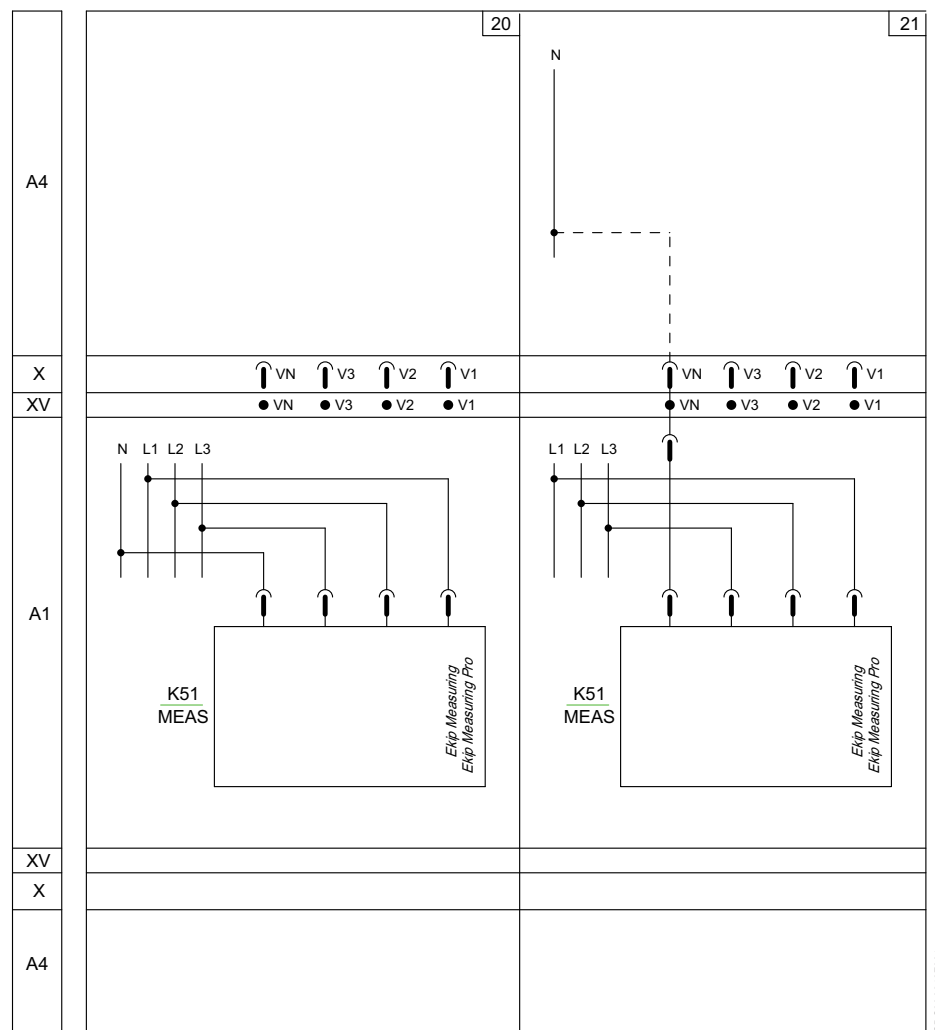 20
21
N
A4
X
VN V3 V2 V1
VN V3 V2 V1
XV
VN V3 V2 V1
VN V3 V2 V1
N L1 L2 L3
L1 L2 L3
A1
K51
MEAS
Ekip Measuring
Ekip Measuring Pro
K51
MEAS
Ekip Measuring
Ekip Measuring Pro
XV
X
A4